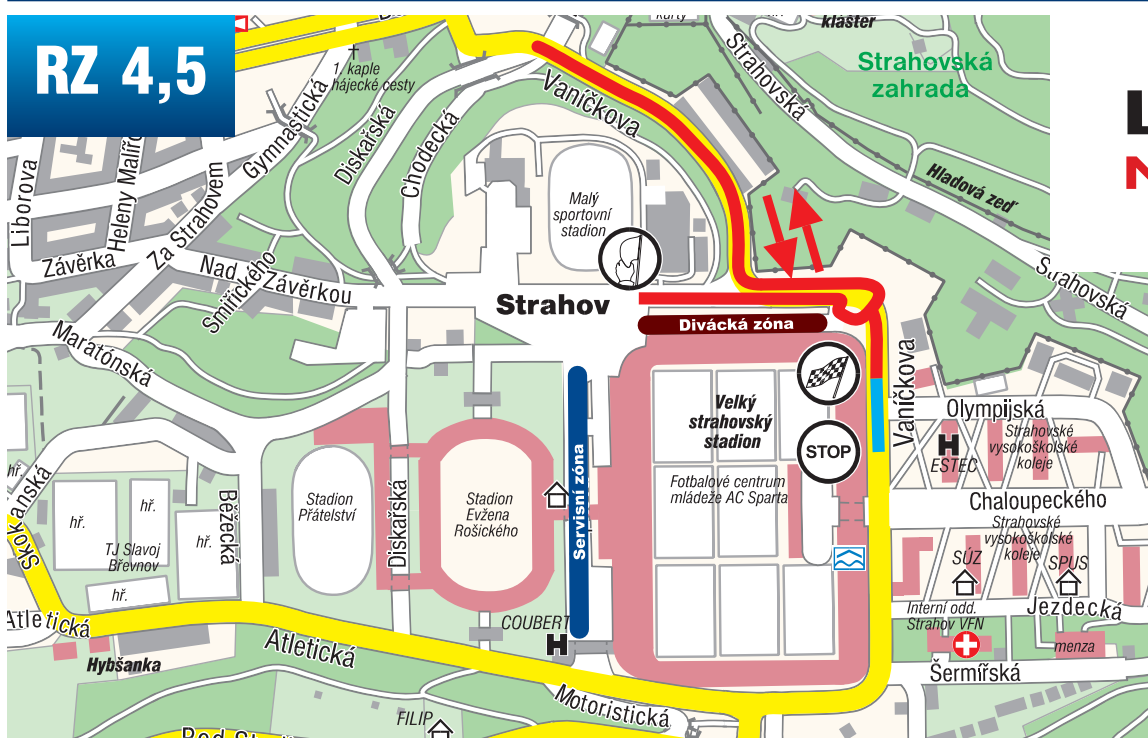 RZ 4,5
klášter
Strahovská
zahrada
1. kaple
hájecké cesty
Vaníčkova
Strahovská
Gymnastická
Diskařská
Chodecká
Liborova
Heleny Malířové
Za Strahovem
Závěrka
Nad Závěrkou
Smiřického
Malý
sportovní
stadion
Hladová zeď
Strahovská
Strahov
Divácká zóna
Maratónská
Velký
strahovský
stadion
Vaníčkova
Olympijská
Strahovské
vysokoškolské
koleje
ESTEC
STOP
Fotbalové centrum
mládeže AC Sparta
Servisní zóna
Stadion
Přátelství
Stadion
Evžena
Rošického
Diskařská
Skokanská
hř.
hř.
hř.
hř.
hř.
Běžecká
TJ Slavoj
Břevnov
Chaloupeckého
Strahovské
vysokoškolské
koleje
SÚZ
SPUS
Interní odd.
Strahov VFN
Jezdecká
menza
Šermířská
COUBERT
Atletická
Hybšanka
Atletická
Motoristická
FILIP